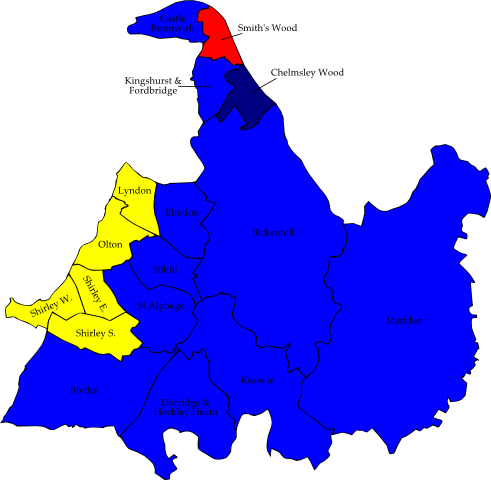 Castle
Bromwich
Smith's Wood
Chelmsley Wood
Kingshurst &
Fordbridge
Lyndon
Elmdon
Bickenhill
Olton
Silhill
Shirley E.
Shirley W.
St Alphege
Shirley S.
Meriden
Blythe
Knowle
Dorridge &
Hockley Heath